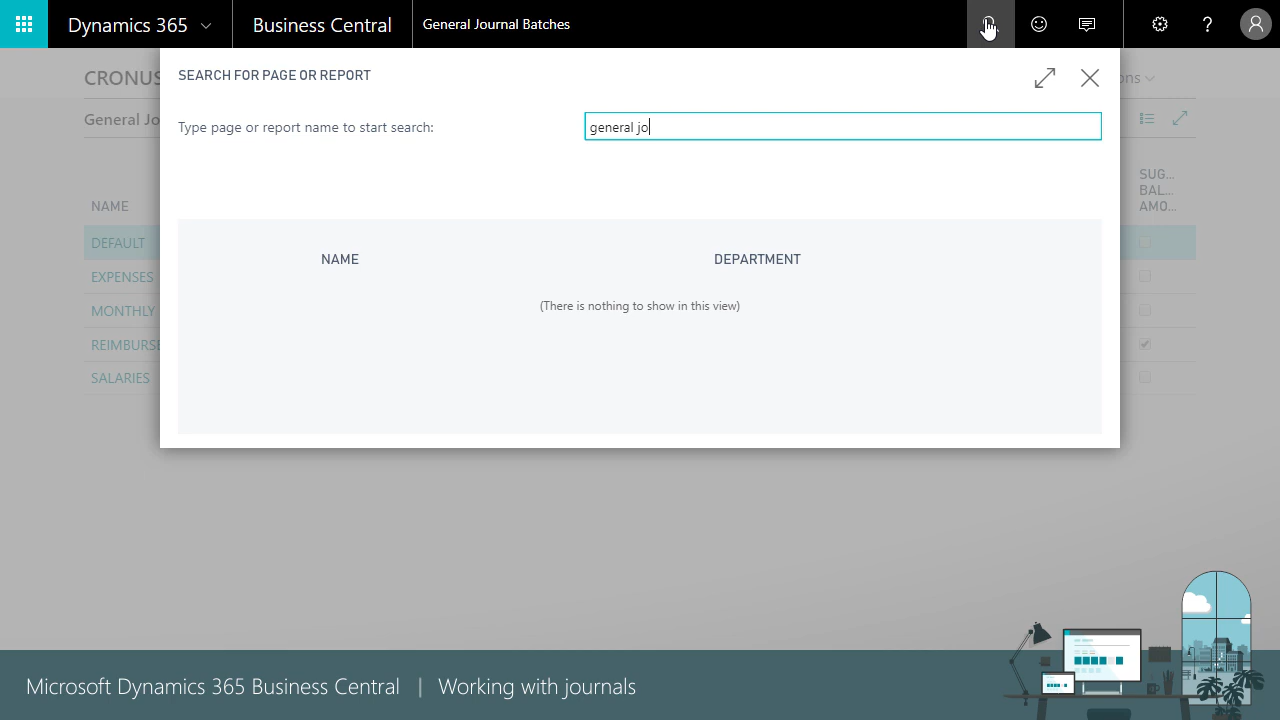 Dynamics 365
Business Central
General Journal Batches
SEARCH FOR PAGE OR REPORT
CRONUS
ons
General Jo
Type page or report name to start search:
general jo
NAME
SUG...
BAL...
AMO...
NAME
DEPARTMENT
(There is nothing to show in this view)
DEFAULT
EXPENSES
MONTHLY
REIMBURSE
SALARIES
Microsoft Dynamics 365 Business Central | Working with journals